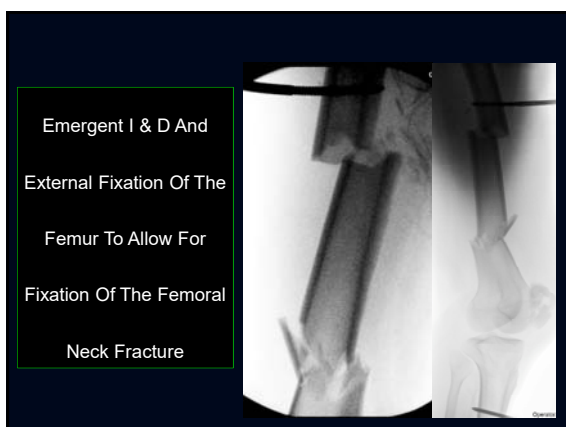 Emergent I & D And
External Fixation Of The
Femur To Allow For
Fixation Of The Femoral
Neck Fracture